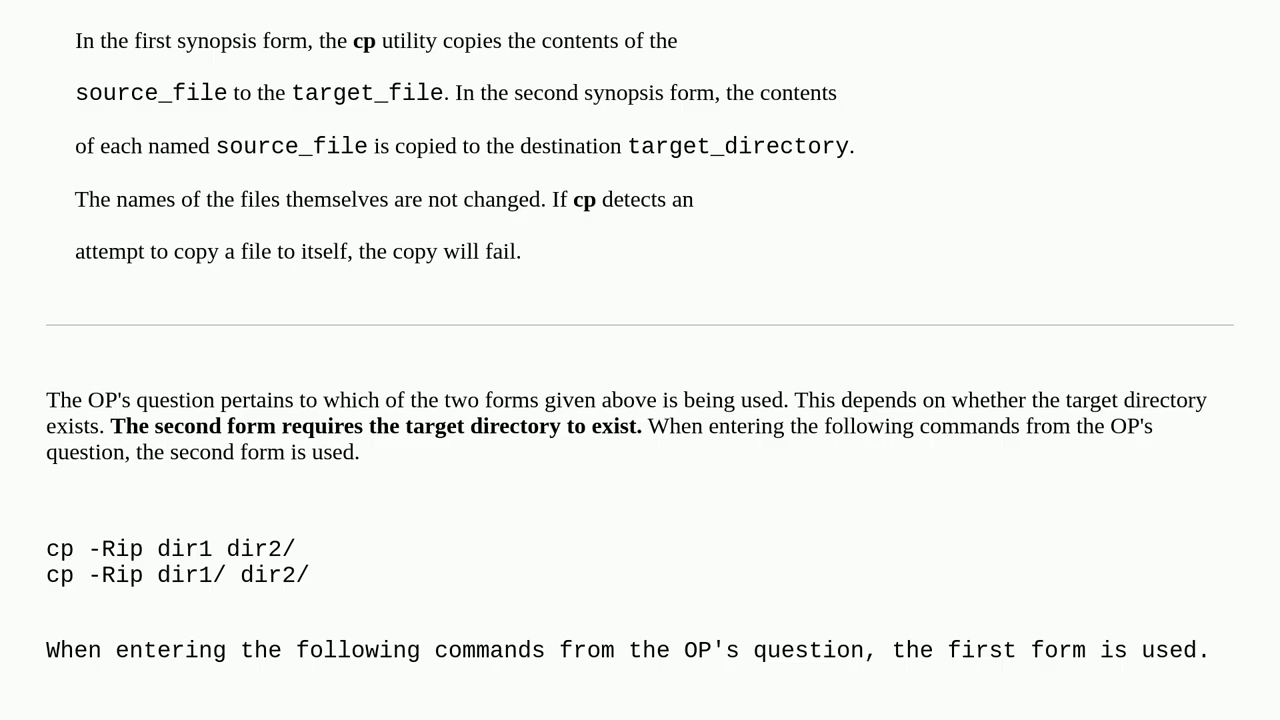 In the first synopsis form, the cp utility copies the contents of the
source_file to the target_file. In the second synopsis form, the contents
of each named source_file is copied to the destination target_directory.
The names of the files themselves are not changed. If cp detects an
attempt to copy a file to itself, the copy will fail.
The OP's question pertains to which of the two forms given above is being used. This depends on whether the target directory
exists. The second form requires the target directory to exist. When entering the following commands from the OP's
question, the second form is used.
cp -Rip dir1 dir2/
cp -Rip dir1/ dir2/
When entering the following commands from the OP's question, the first form is used.